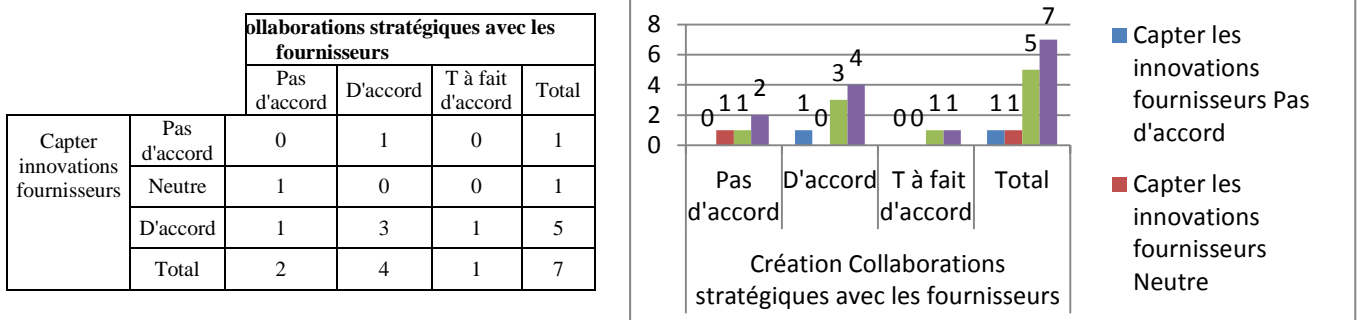 ollaborations stratégiques avec les
fournisseurs
Pas
d'accord
D'accord
T à fait
d'accord
Total
Capter
innovations
fournisseurs
Pas
d'accord
0
1
0
1
Neutre
1
0
0
1
D'accord
1
3
1
5
Total
2
4
1
7
8
6
4
2
0
0
1
1
2
1
0
3
4
0
0
1
1
1
1
5
7
Pas
d'accord
D'accord
T à fait
d'accord
Total
Création Collaborations
stratégiques avec les fournisseurs
Capter les
innovations
fournisseurs Pas
d'accord
Capter les
innovations
fournisseurs
Neutre